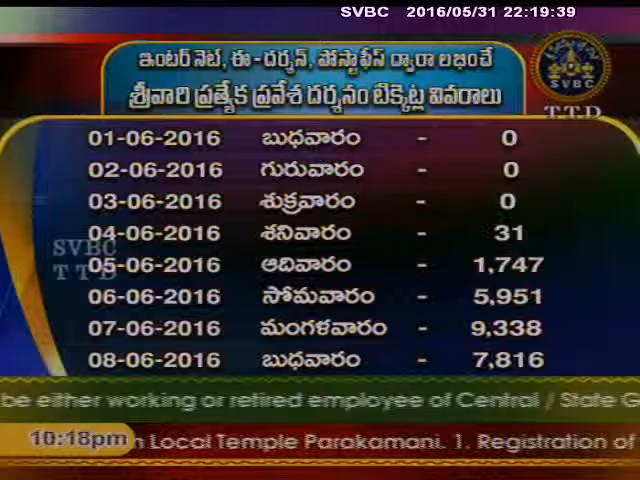 SVBC 2016/05/31 22:19:39
ఇంటర్ నెట్, ఈ - దర్శన్, పోస్టాఫీస్ ద్వారా లభించే
శ్రీవారి ప్రత్యేక ప్రవేశ దర్శనం టిక్కెట్ల వివరాలు
SVBC
T.T.D
01-06-2016 బుధవారం - 0
02-06-2016 గురువారం - 0
03-06-2016 శుక్రవారం - 0
04-06-2016 శనివారం - 31
SVBC
TTD
05-06-2016 ఆదివారం - 1,747
06-06-2016 సోమవారం - 5,951
07-06-2016 మంగళవారం - 9,338
08-06-2016 బుధవారం - 7,816
be either working or retired employee of Central / State G
10:18pm n Local Temple Parakamani. 1. Registration of